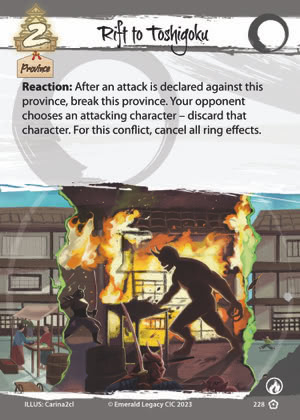 2
Rift to Toshigoku
Province
Reaction: After an attack is declared against this
province, break this province. Your opponent
chooses an attacking character – discard that
character. For this conflict, cancel all ring effects.
ILLUS: Carina2cl
© Emerald Legacy CIC 2023
228